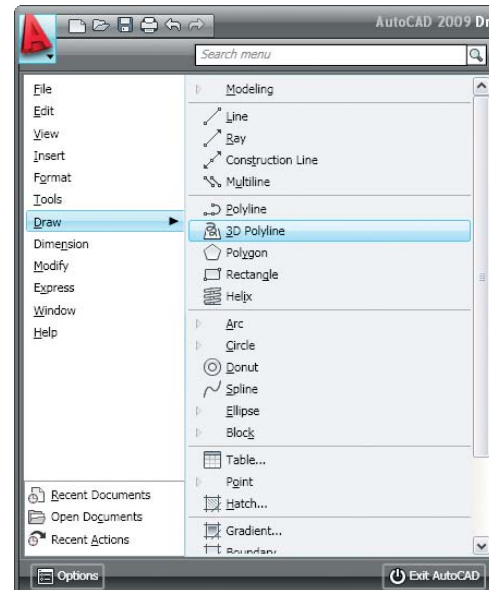 AutoCAD 2009 Dr
Search menu
File
Edit
View
Insert
Format
Tools
Draw
Dimension
Modify
Express
Window
Help
Recent Documents
Open Documents
Recent Actions
Modeling
Line
Ray
Construction Line
Multiline
Polyline
3D Polyline
Polygon
Rectangle
Helix
Arc
Circle
Donut
Spline
Ellipse
Block
Table...
Point
Hatch...
Gradient...
Boundary
Options
Exit AutoCAD